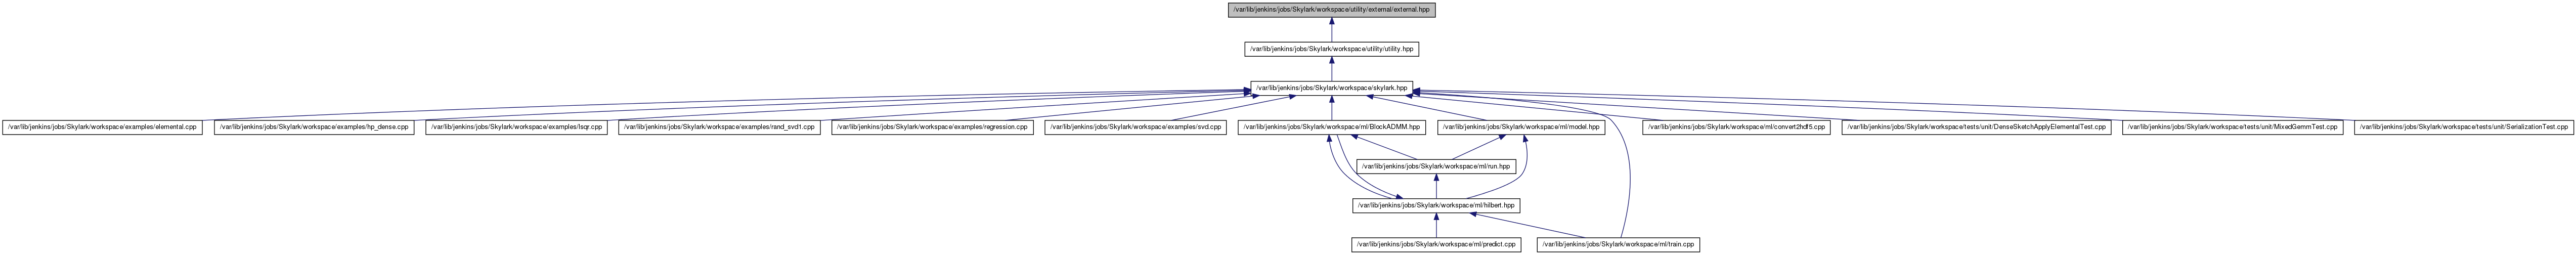 /var/lib/jenkins/jobs/Skylark/workspace/utility/external/external.hpp
/var/lib/jenkins/jobs/Skylark/workspace/utility/utility.hpp
/var/lib/jenkins/jobs/Skylark/workspace/skylark.hpp
/var/lib/jenkins/jobs/Skylark/workspace/examples/elemental.cpp
/var/lib/jenkins/jobs/Skylark/workspace/examples/hp_dense.cpp
/var/lib/jenkins/jobs/Skylark/workspace/examples/lsqr.cpp
/var/lib/jenkins/jobs/Skylark/workspace/examples/rand_svd1.cpp
/var/lib/jenkins/jobs/Skylark/workspace/examples/regression.cpp
/var/lib/jenkins/jobs/Skylark/workspace/examples/svd.cpp
/var/lib/jenkins/jobs/Skylark/workspace/ml/BlockADMM.hpp
/var/lib/jenkins/jobs/Skylark/workspace/ml/model.hpp
/var/lib/jenkins/jobs/Skylark/workspace/ml/convert2hdf5.cpp
/var/lib/jenkins/jobs/Skylark/workspace/tests/unit/DenseSketchApplyElementalTest.cpp
/var/lib/jenkins/jobs/Skylark/workspace/tests/unit/MixedGemmTest.cpp
/var/lib/jenkins/jobs/Skylark/workspace/tests/unit/SerializationTest.cpp
/var/lib/jenkins/jobs/Skylark/workspace/ml/run.hpp
/var/lib/jenkins/jobs/Skylark/workspace/ml/hilbert.hpp
/var/lib/jenkins/jobs/Skylark/workspace/ml/predict.cpp
/var/lib/jenkins/jobs/Skylark/workspace/ml/train.cpp